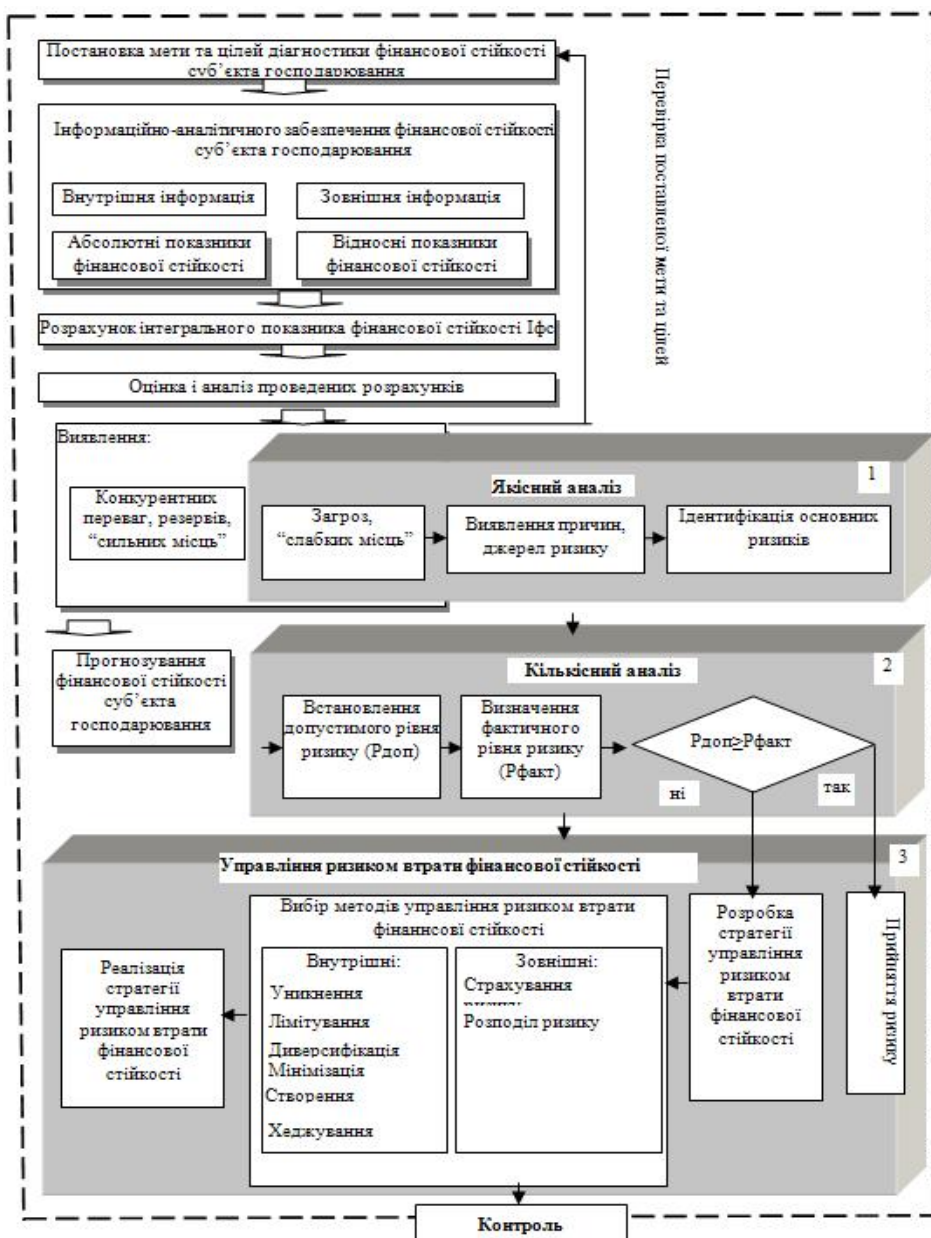 Постановка мети та цілей діагностики фінансової стійкості
суб’єкта господарювання
Перевірка поставленої мети та цілей
Інформаційно-аналітичного забезпечення фінансової стійкості
суб’єкта господарювання
Внутрішня інформація
Зовнішня інформація
Абсолютні показники
фінансової стійкості
Відносні показники
фінансової стійкості
Розрахунок інтегрального показника фінансової стійкості Іфс
Оцінка і аналіз проведених розрахунків
Виявлення:
Конкурентних
переваг, резервів,
“сильних місць”
1
Якісний аналіз
Загроз,
“слабких місць”
Виявлення причин,
джерел ризику
Ідентифікація основних
ризиків
Прогнозування
фінансової стійкості
суб’єкта
господарювання
2
Кількісний аналіз
Встановлення
допустимого рівня
ризику (Рдоп)
Визначення
фактичного
рівня ризику
(Рфакт)
Рдоп≥Рфакт
ні
так
3
Управління ризиком втрати фінансової стійкості
Вибір методів управління ризиком втрати
фіаннсєві стійкості
Внутрішні:
Уникнення
Лімітування
Диверсифікація
Мінімізація
Створення
Хеджування
Зовнішні:
Страхування
Розподіл ризику
Реалізація
стратегії
управління
ризиком втрати
фінансової
стійкості
Розробка
стратегії
управління
ризиком
втрати
фінансової
стійкості
Прийняття ризику
Контроль